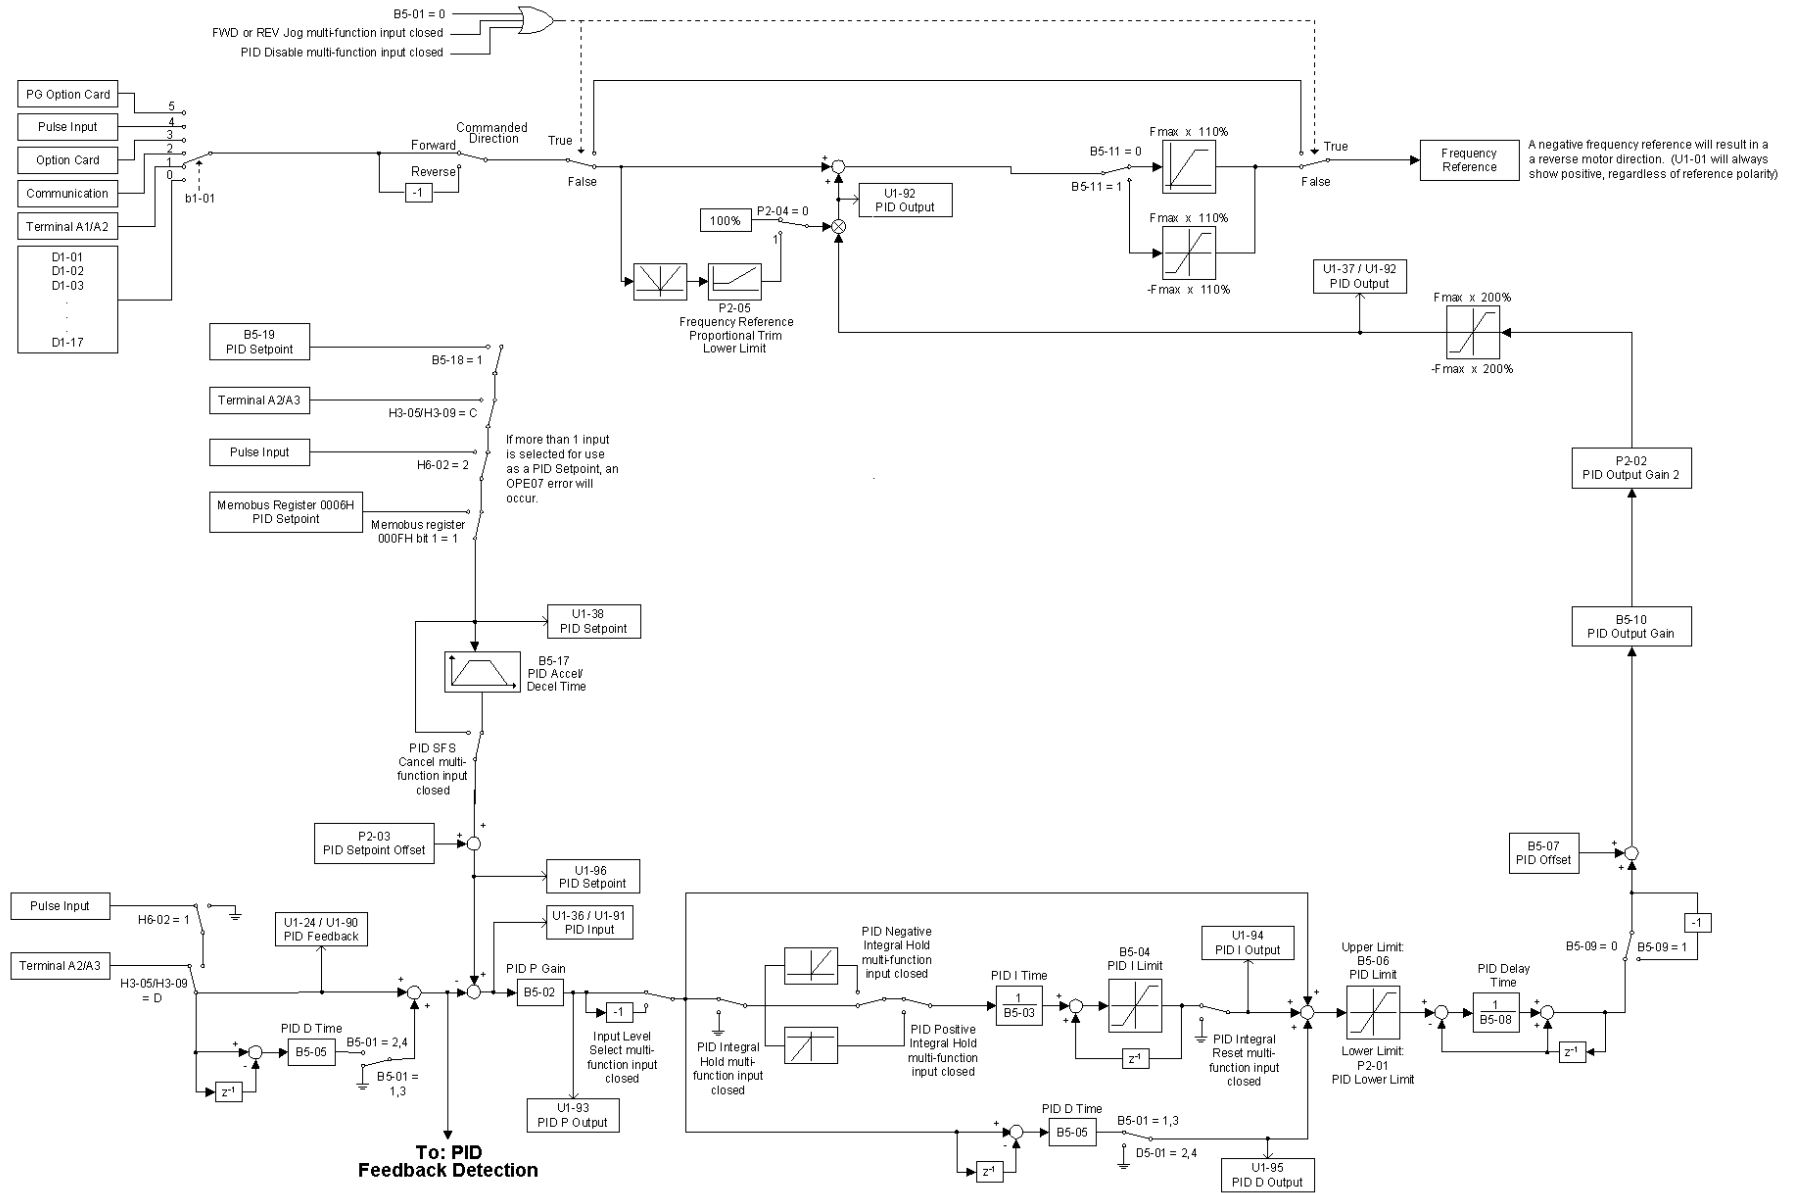 B5-01 = 0
FWD or REV Jog multi-function input closed
PID Disable multi-function input closed
PG Option Card
Pulse Input
Option Card
Communication
Terminal A1/A2
D1-01
D1-02
D1-03
.
.
.
D1-17
5
4
3
2
1
0
b1-01
Forward
Reverse
-1
Commanded
Direction
True
False
+
+
U1-92
PID Output
100%
P2-04 = 0
1
P2-05
Frequency Reference
Proportional Trim
Lower Limit
B5-11 = 0
B5-11 = 1
Fmax x 110%
Fmax x 110%
-Fmax x 110%
True
False
Frequency
Reference
A negative frequency reference will result in a
a reverse motor direction. (U1-01 will always
show positive, regardless of reference polarity)
U1-37 / U1-92
PID Output
Fmax x 200%
-Fmax x 200%
B5-19
PID Setpoint
B5-18 = 1
Terminal A2/A3
H3-05/H3-09 = C
Pulse Input
H6-02 = 2
Memobus Register 0006H
PID Setpoint
Memobus register
000FH bit 1 = 1
If more than 1 input
is selected for use
as a PID Setpoint, an
OPE07 error will
occur.
P2-02
PID Output Gain 2
B5-10
PID Output Gain
U1-38
PID Setpoint
B5-17
PID Accel/
Decel Time
PID SFS
Cancel multi-
function input
closed
P2-03
PID Setpoint Offset
+
+
U1-96
PID Setpoint
U1-36 / U1-91
PID Input
B5-07
PID Offset
+
+
-1
B5-09 = 0
B5-09 = 1
Pulse Input
H6-02 = 1
Terminal A2/A3
H3-05/H3-09
= D
U1-24 / U1-90
PID Feedback
+
+
-
+
PID D Time
B5-05
+
-
z-1
B5-01 = 2,4
B5-01 =
1,3
To: PID
Feedback Detection
PID P Gain
B5-02
-1
Input Level
Select multi-
function input
closed
U1-93
PID P Output
PID Integral
Hold multi-
function input
closed
PID Negative
Integral Hold
multi-function
input closed
PID Positive
Integral Hold
multi-function
input closed
PID I Time
1
B5-03
+
+
B5-04
PID I Limit
z-1
U1-94
PID I Output
PID Integral
Reset multi-
function input
closed
+
+
+
Upper Limit:
B5-06
PID Limit
Lower Limit:
P2-01
PID Lower Limit
+
-
PID Delay
Time
1
B5-08
+
+
z-1
+
-
z-1
PID D Time
B5-05
B5-01 = 1,3
D5-01 = 2,4
U1-95
PID D Output